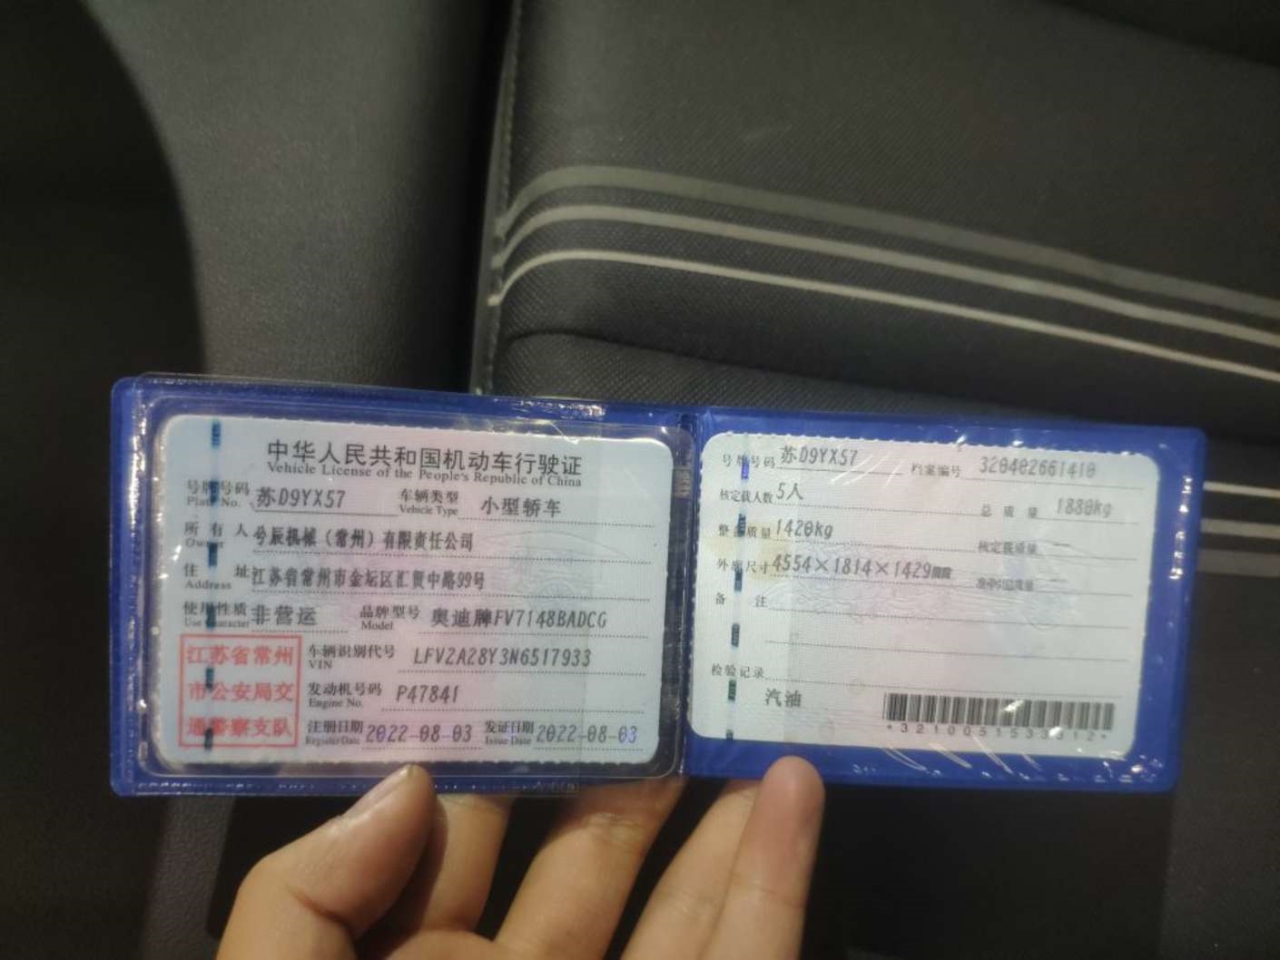 中华人民共和国机动车行驶证
Vehicle License of the People's Republic of China
号牌号码 苏D9YX57 车辆类型 小型轿车
Plate No. Vehicle Type
所有人 号辰机械（常州）有限责任公司
Owner
住址 江苏省常州市金坛区汇贤中路99号
Address
使用性质 非营运 品牌型号 奥迪牌FV7148BADCG
Use Character Model
江苏省常州
市公安局交
通警察支队
车辆识别代号 LFV2A28Y3N6517933
VIN
发动机号码 P47841
Engine No.
注册日期 2022-08-03 发证日期 2022-08-03
Register Date Issue Date
号牌号码 苏D9YX57 档案编号 320402661410
核定载人数 5人 总质量 1880kg
整备质量 1420kg 核定载质量
外廓尺寸 4554×1814×1429mm
备注
检验记录
汽油